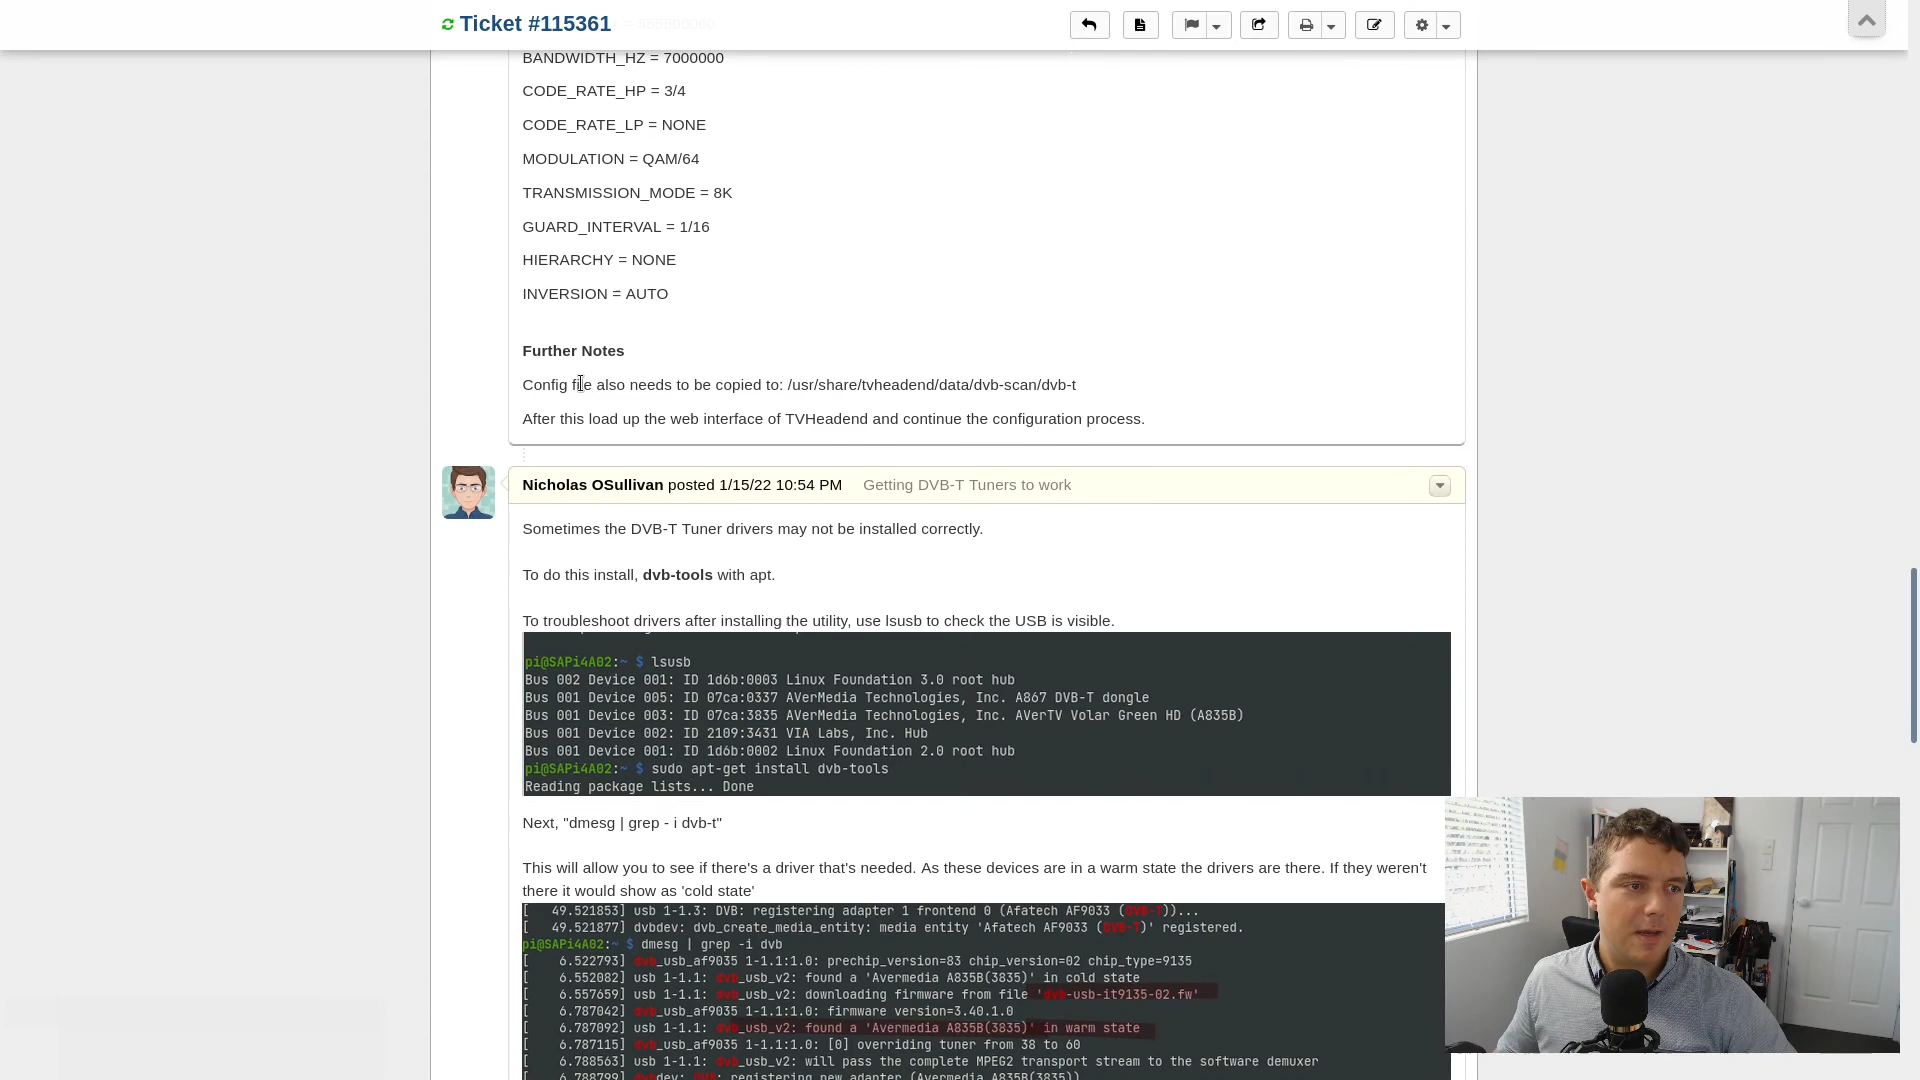 Ticket #115361
BANDWIDTH_HZ = 7000000
CODE_RATE_HP = 3/4
CODE_RATE_LP = NONE
MODULATION = QAM/64
TRANSMISSION_MODE = 8K
GUARD_INTERVAL = 1/16
HIERARCHY = NONE
INVERSION = AUTO
Further Notes
Config file also needs to be copied to: /usr/share/tvheadend/data/dvb-scan/dvb-t
After this load up the web interface of TVHeadend and continue the configuration process.
Nicholas OSullivan posted 1/15/22 10:54 PM Getting DVB-T Tuners to work
Sometimes the DVB-T Tuner drivers may not be installed correctly.
To do this install, dvb-tools with apt.
To troubleshoot drivers after installing the utility, use lsusb to check the USB is visible.
pi@SAPi4A02:~ $ lsusb
Bus 002 Device 001: ID 1d6b:0003 Linux Foundation 3.0 root hub
Bus 001 Device 005: ID 07ca:0337 AVerMedia Technologies, Inc. A867 DVB-T dongle
Bus 001 Device 003: ID 07ca:3835 AVerMedia Technologies, Inc. AVerTV Volar Green HD (A835B)
Bus 001 Device 002: ID 2109:3431 VIA Labs, Inc. Hub
Bus 001 Device 001: ID 1d6b:0002 Linux Foundation 2.0 root hub
pi@SAPi4A02:~ $ sudo apt-get install dvb-tools
Reading package lists... Done
Next, "dmesg | grep - i dvb-t"
This will allow you to see if there's a driver that's needed. As these devices are in a warm state the drivers are there. If they weren't
there it would show as 'cold state'
[   49.521853] usb 1-1.3: DVB: registering adapter 1 frontend 0 (Afatech AF9033 (DVB-T))...
[   49.521877] dvbdev: dvb_create_media_entity: media entity 'Afatech AF9033 (DVB-T)' registered.
pi@SAPi4A02:~ $ dmesg | grep -i dvb
[    6.522793] dvb_usb_af9035 1-1.1:1.0: prechip_version=83 chip_version=02 chip_type=9135
[    6.552082] usb 1-1.1: dvb_usb_v2: found a 'Avermedia A835B(3835)' in cold state
[    6.557659] usb 1-1.1: dvb_usb_v2: downloading firmware from file 'dvb-usb-it9135-02.fw'
[    6.787042] dvb_usb_af9035 1-1.1:1.0: firmware version=3.40.1.0
[    6.787092] usb 1-1.1: dvb_usb_v2: found a 'Avermedia A835B(3835)' in warm state
[    6.787115] dvb_usb_af9035 1-1.1:1.0: [0] overriding tuner from 38 to 60
[    6.788563] usb 1-1.1: dvb_usb_v2: will pass the complete MPEG2 transport stream to the software demuxer
[    6.788799] dvbdev: DVB: registering new adapter (Avermedia A835B(3835))